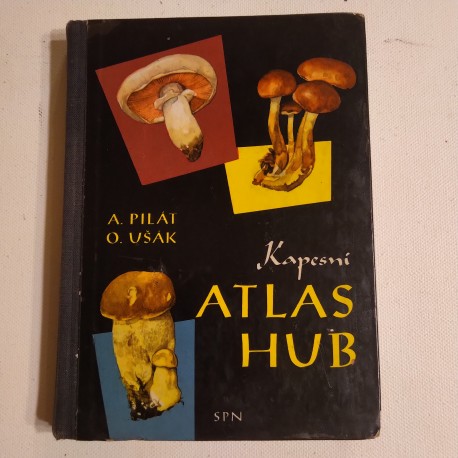 A. PILÁT
O. UŠÁK
Kapesní
ATLAS
HUB
SPN